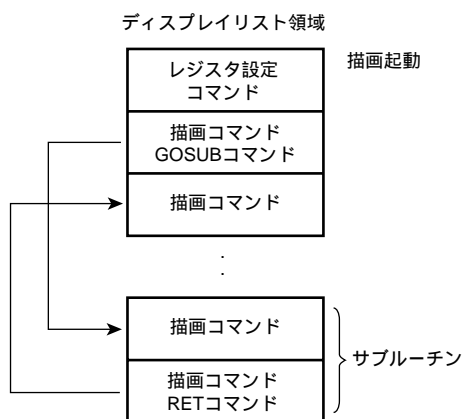 ディスプレイリスト領域
描画起動
レジスタ設定
コマンド
描画コマンド
GOSUBコマンド
描画コマンド
.
.
描画コマンド
サブルーチン
描画コマンド
RETコマンド